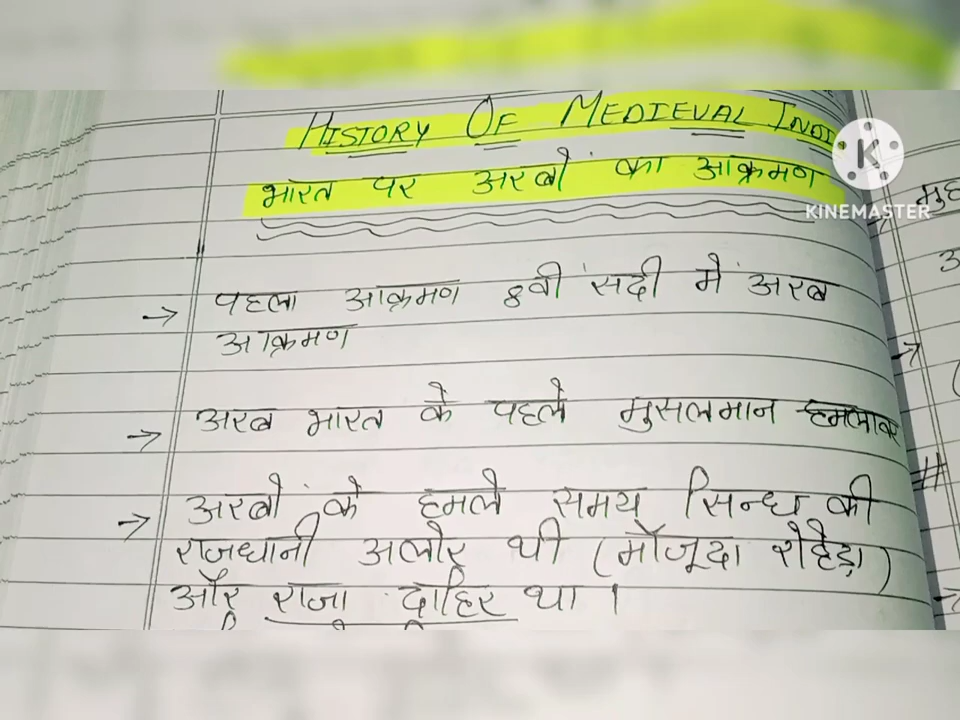 HISTORY OF MEDIEVAL INDI
भारत पर अरबों का आक्रमण
KINEMASTER
→ पहला आक्रमण 8वी सदी में अरब
आक्रमण
→ अरब भारत के पहले मुसलमान हमलावर
→ अरबों के हमले समय सिन्ध की
राजधानी अलोर थी (मौजूदा रोहेड़ा)
और राजा दाहिर था।